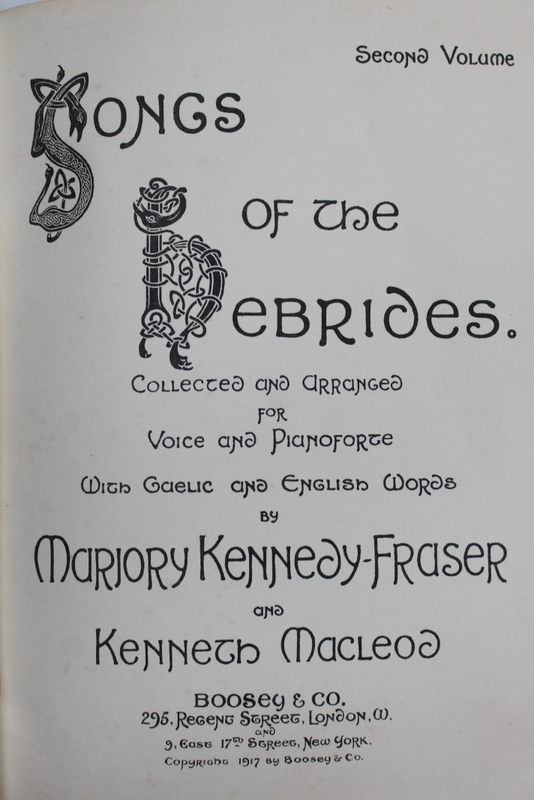 Second Volume
Songs
of the
Hebrides.
Collected and Arranged
for
Voice and Pianoforte
With Gaelic and English Words
by
Marjory Kennedy-Fraser
and
Kenneth Macleod
Boosey & Co.
295, Regent Street, London, W.
and
9, East 17th Street, New York.
Copyright 1917 by Boosey & Co.